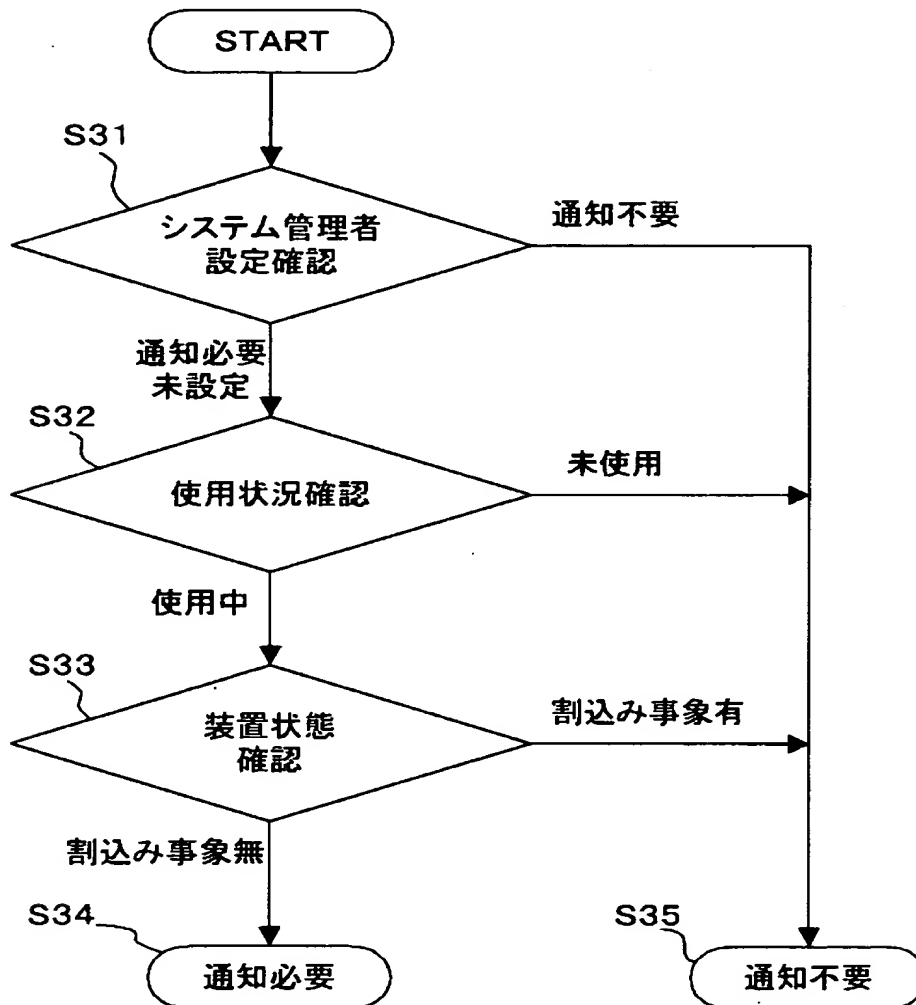 START
S31
システム管理者
設定確認
通知不要
通知必要
未設定
S32
使用状況確認
未使用
使用中
S33
装置状態
確認
割込み事象有
割込み事象無
S34
通知必要
S35
通知不要